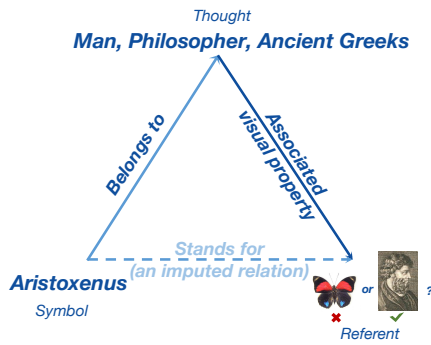 Thought
Man, Philosopher, Ancient Greeks
Belongs to
Associated
visual property
Stands for
(an imputed relation)
Aristoxenus
Symbol
or
?
Referent